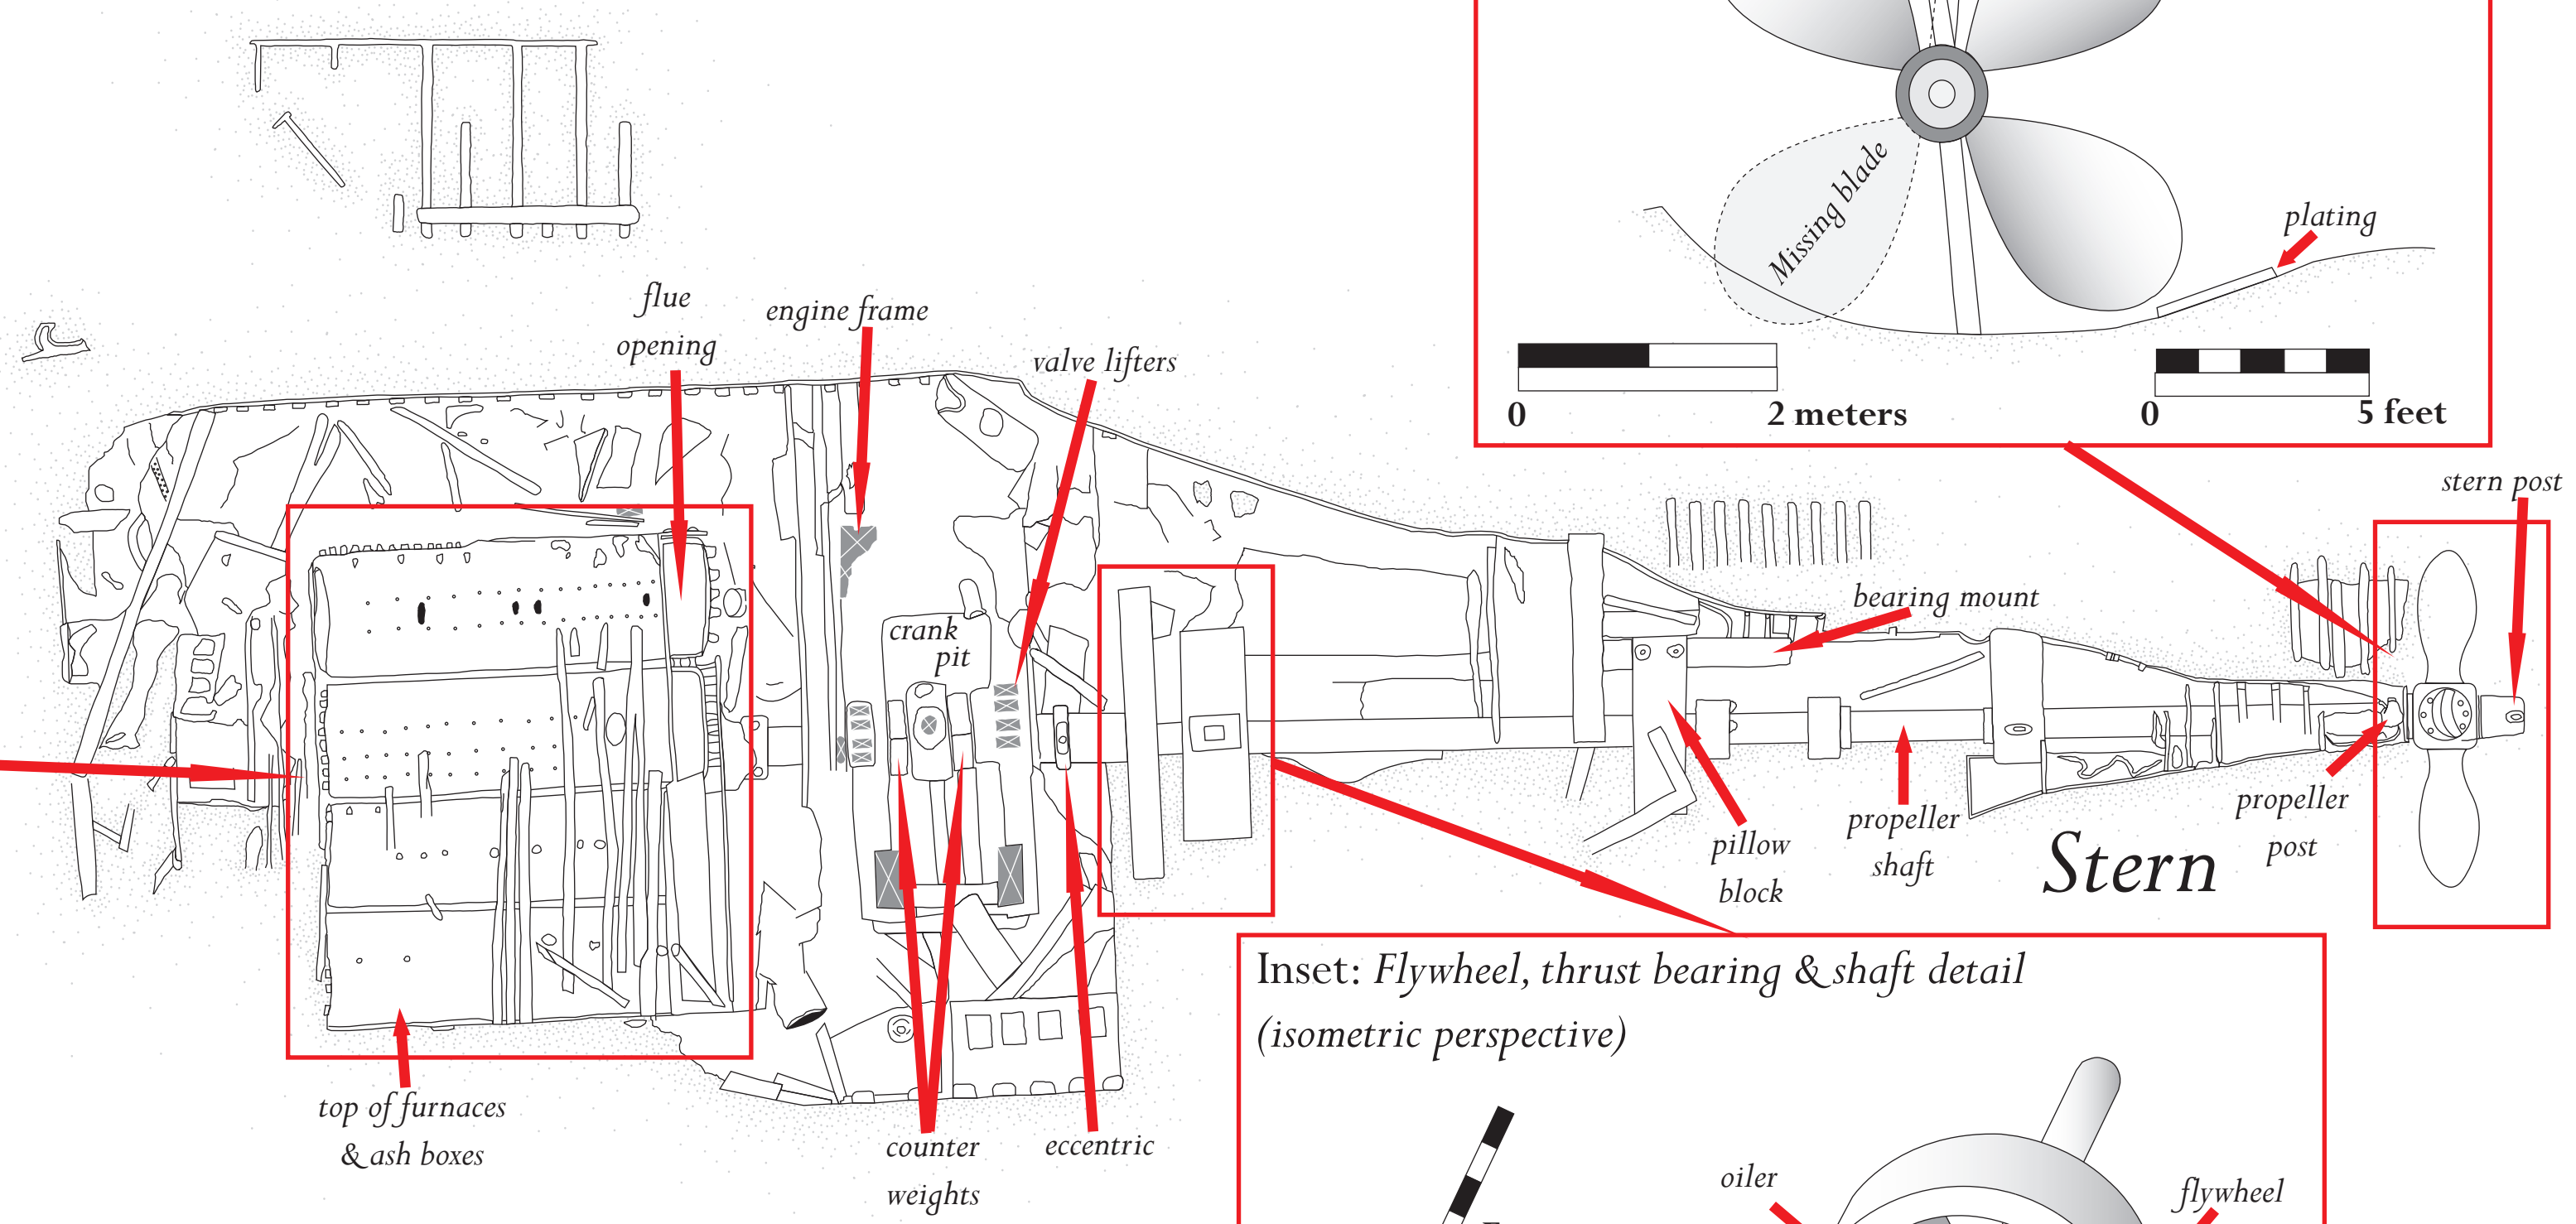 Missing blade
plating
0
2 meters
0
5 feet
flue
opening
engine frame
valve lifters
stern post
crank
pit
bearing mount
pillow
block
propeller
shaft
Stern
propeller
post
top of furnaces
& ash boxes
counter
weights
eccentric
Inset: Flywheel, thrust bearing & shaft detail
(isometric perspective)
oiler
flywheel